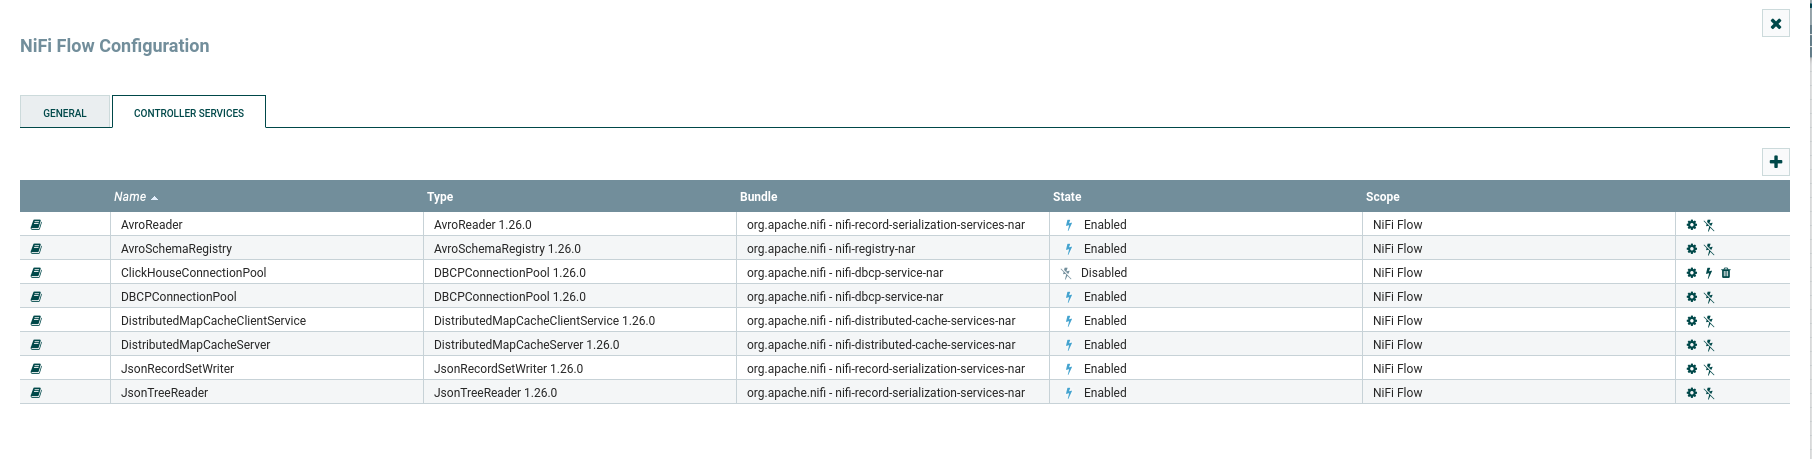 NiFi Flow Configuration
GENERAL CONTROLLER SERVICES
Name Type Bundle State Scope
AvroReader AvroReader 1.26.0 org.apache.nifi - nifi-record-serialization-services-nar Enabled NiFi Flow
AvroSchemaRegistry AvroSchemaRegistry 1.26.0 org.apache.nifi - nifi-registry-nar Enabled NiFi Flow
ClickHouseConnectionPool DBCPConnectionPool 1.26.0 org.apache.nifi - nifi-dbcp-service-nar Disabled NiFi Flow
DBCPConnectionPool DBCPConnectionPool 1.26.0 org.apache.nifi - nifi-dbcp-service-nar Enabled NiFi Flow
DistributedMapCacheClientService DistributedMapCacheClientService 1.26.0 org.apache.nifi - nifi-distributed-cache-services-nar Enabled NiFi Flow
DistributedMapCacheServer DistributedMapCacheServer 1.26.0 org.apache.nifi - nifi-distributed-cache-services-nar Enabled NiFi Flow
JsonRecordSetWriter JsonRecordSetWriter 1.26.0 org.apache.nifi - nifi-record-serialization-services-nar Enabled NiFi Flow
JsonTreeReader JsonTreeReader 1.26.0 org.apache.nifi - nifi-record-serialization-services-nar Enabled NiFi Flow